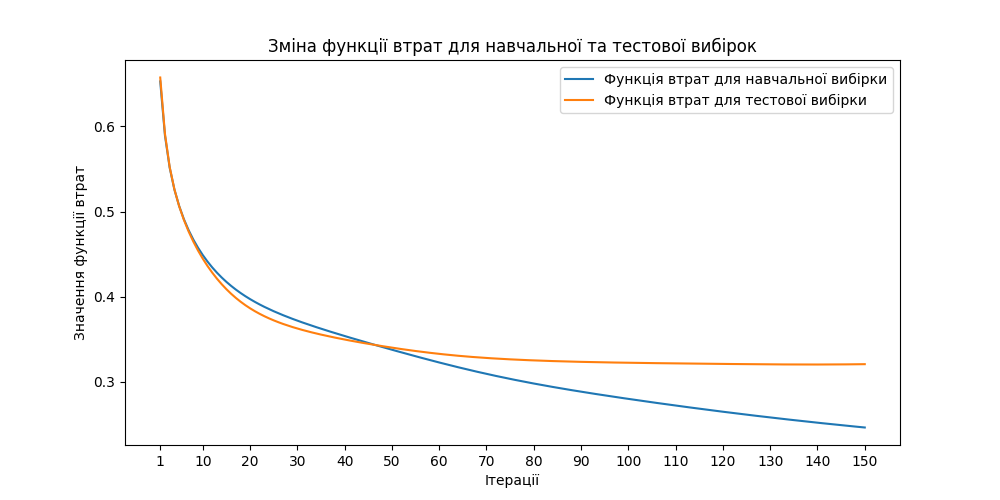 Зміна функції втрат для навчальної та тестової вибірок
Функція втрат для навчальної вибірки
Функція втрат для тестової вибірки
Значення функції втрат
0.6
0.5
0.4
0.3
1 10 20 30 40 50 60 70 80 90 100 110 120 130 140 150
Ітерації